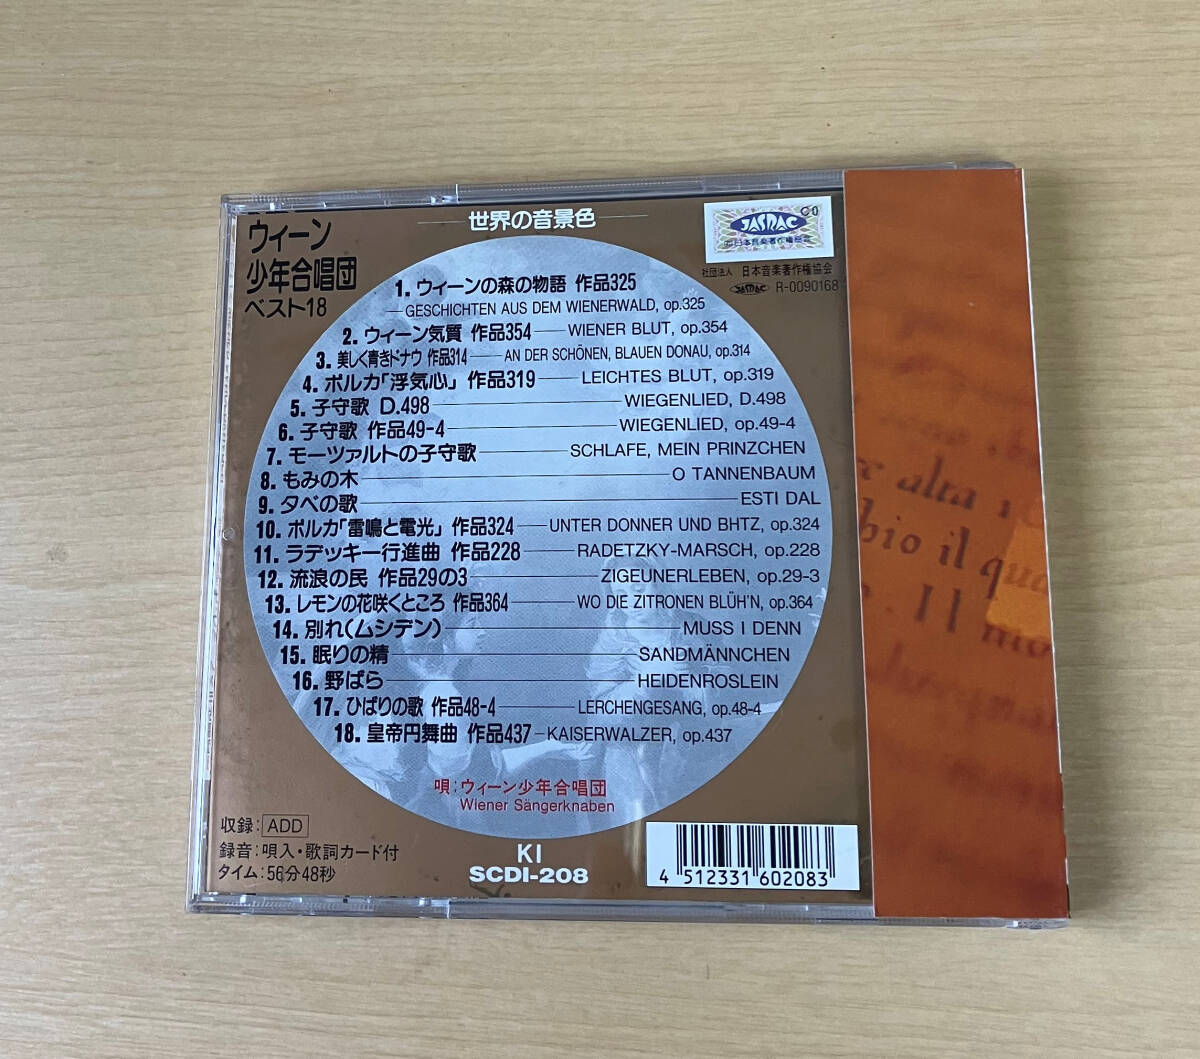 世界の音景色
ウィーン
少年合唱団
ベスト18
JASRAC
社団法人 日本音楽著作権協会
JASRAC R-0090168
1. ウィーンの森の物語 作品325
GESCHICHTEN AUS DEM WIENERWALD, op.325
2. ウィーン気質 作品354 WIENER BLUT, op.354
3. 美しく青きドナウ 作品314 AN DER SCHÖNEN, BLAUEN DONAU, op.314
4. ポルカ「浮気心」 作品319 LEICHTES BLUT, op.319
5. 子守歌 D.498 WIEGENLIED, D.498
6. 子守歌 作品49-4 WIEGENLIED, op.49-4
7. モーツァルトの子守歌 SCHLAFE, MEIN PRINZCHEN
8. もみの木 O TANNENBAUM
9. 夕べの歌 ESTI DAL
10. ポルカ「雷鳴と電光」 作品324 UNTER DONNER UND BHTZ, op.324
11. ラデッキー行進曲 作品228 RADETZKY-MARSCH, op.228
12. 流浪の民 作品29の3 ZIGEUNERLEBEN, op.29-3
13. レモンの花咲くところ 作品364 WO DIE ZITRONEN BLÜH'N, op.364
14. 別れ(ムシデン) MUSS I DENN
15. 眠りの精 SANDMÄNNCHEN
16. 野ばら HEIDENROSLEIN
17. ひばりの歌 作品48-4 LERCHENGESANG, op.48-4
18. 皇帝円舞曲 作品437 KAISERWALZER, op.437
唄:ウィーン少年合唱団
Wiener Sängerknaben
収録: ADD
録音:唄入・歌詞カード付
タイム:56分48秒
KI
SCDI-208
4 512331 602083
alta
bio il qua
Il mo